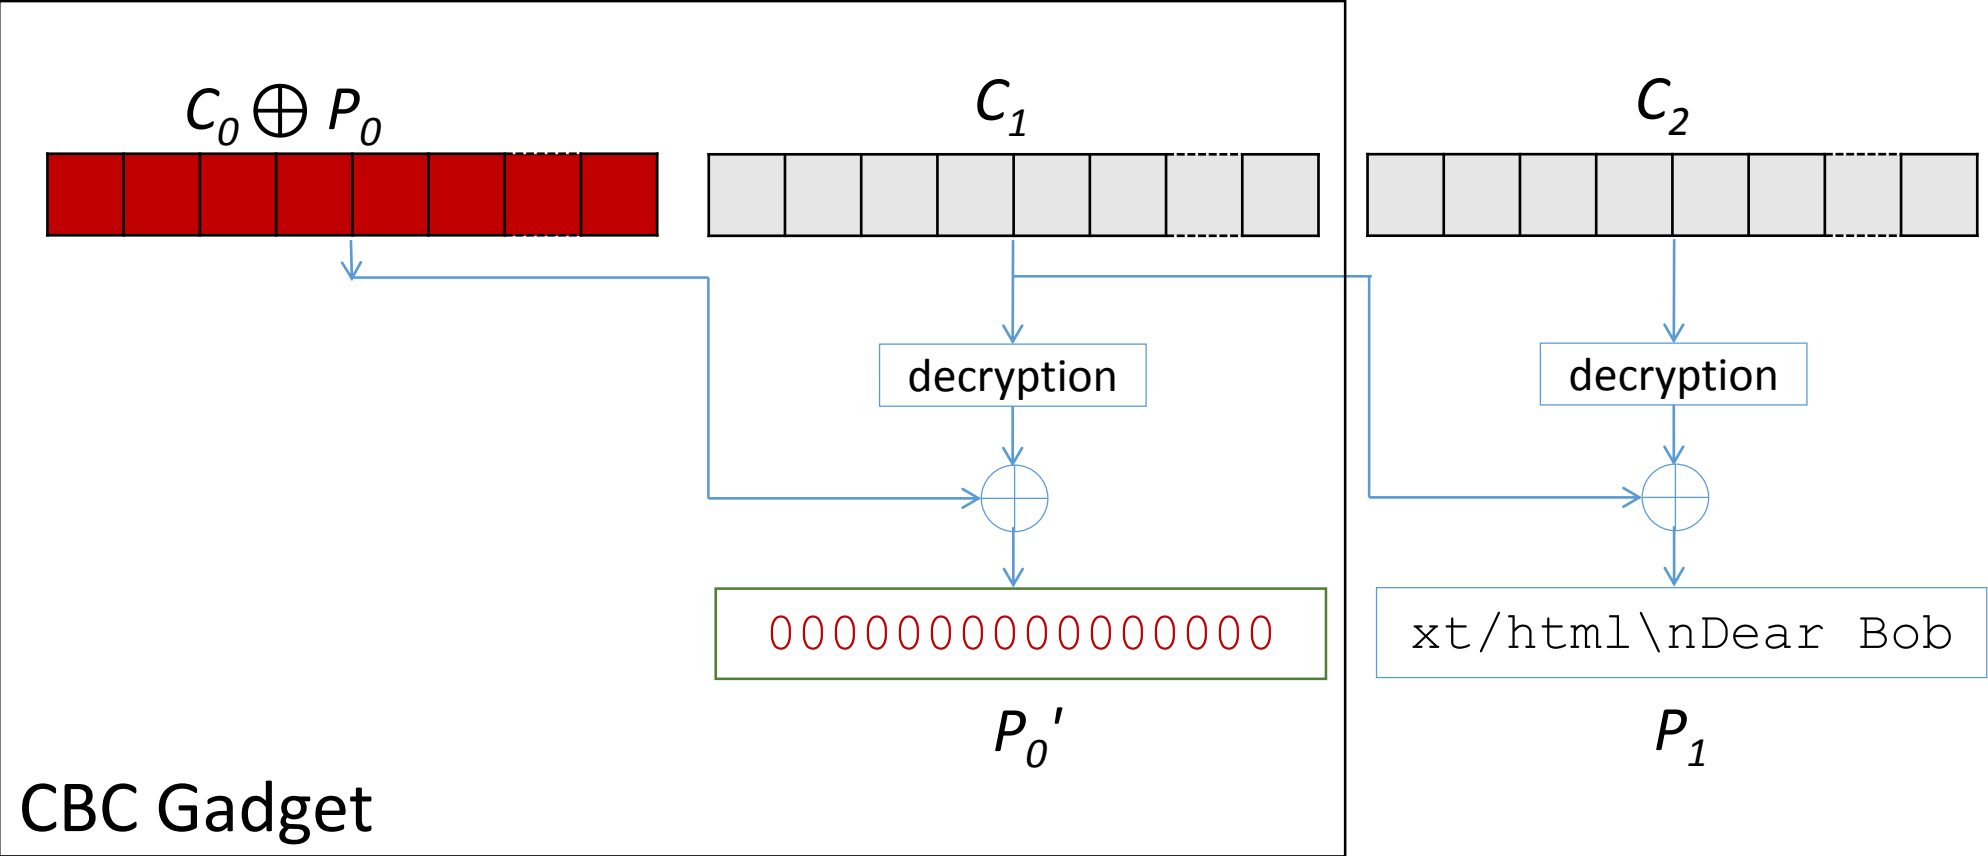 C₀ ⊕ P₀
C₁
C₂
decryption
decryption
0000000000000000
xt/html\nDear Bob
P₀'
P₁
CBC Gadget